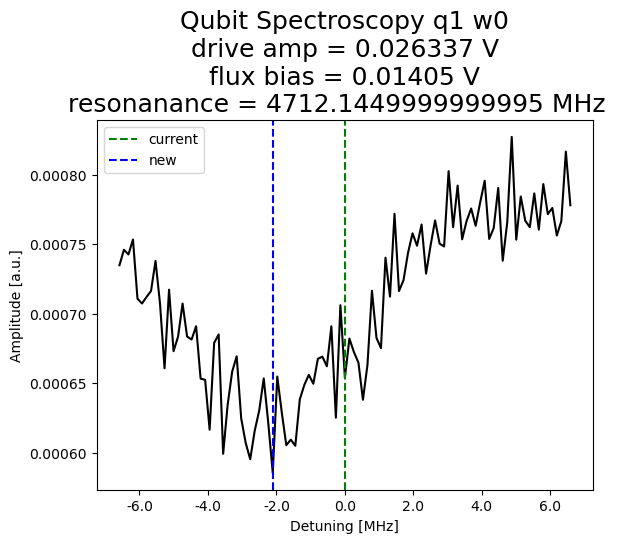 Qubit Spectroscopy q1 w0
drive amp = 0.026337 V
flux bias = 0.01405 V
resonanance = 4712.1449999999995 MHz
current
new
0.00080
0.00075
0.00070
0.00065
0.00060
Amplitude [a.u.]
-6.0 -4.0 -2.0 0.0 2.0 4.0 6.0
Detuning [MHz]